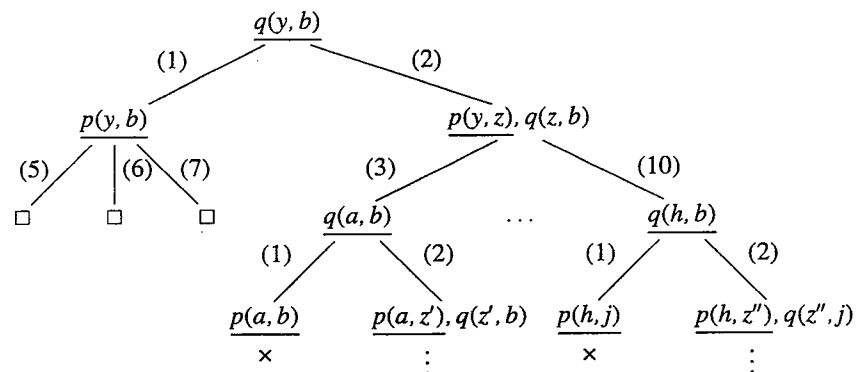 q(y, b)
(1) (2)
p(y, b) p(y, z), q(z, b)
(5) (6) (7) (3) (10)
□ □ □ q(a, b) ... q(h, b)
(1) (2) (1) (2)
p(a, b) p(a, z′), q(z′, b) p(h, j) p(h, z″), q(z″, j)
× ⋮ × ⋮